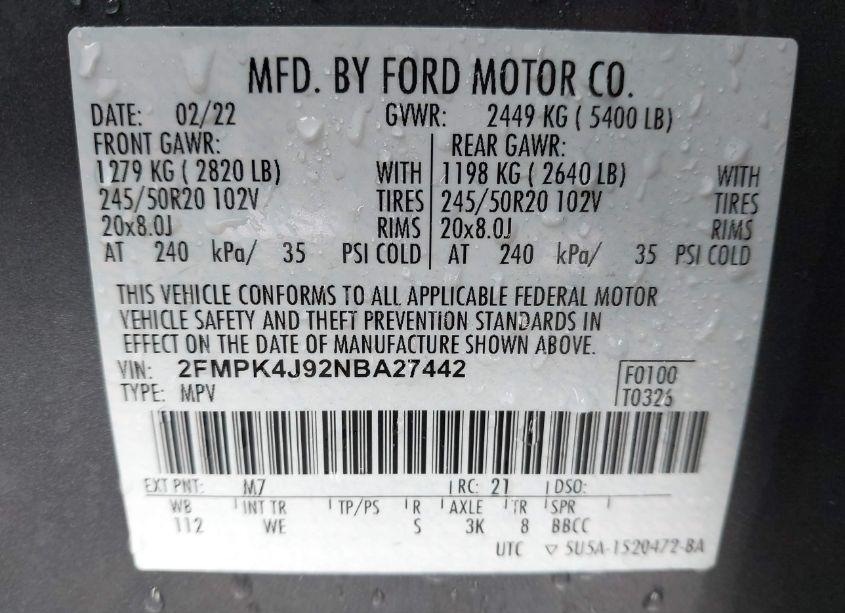 MFD. BY FORD MOTOR CO.
DATE: 02/22 GVWR: 2449 KG ( 5400 LB)
FRONT GAWR: REAR GAWR:
1279 KG ( 2820 LB) WITH 1198 KG ( 2640 LB) WITH
245/50R20 102V TIRES 245/50R20 102V TIRES
20x8.0J RIMS 20x8.0J RIMS
AT 240 kPa/ 35 PSI COLD AT 240 kPa/ 35 PSI COLD
THIS VEHICLE CONFORMS TO ALL APPLICABLE FEDERAL MOTOR
VEHICLE SAFETY AND THEFT PREVENTION STANDARDS IN
EFFECT ON THE DATE OF MANUFACTURE SHOWN ABOVE.
VIN: 2FMPK4J92NBA27442 F0100
TYPE: MPV T0326
EXT PNT: M7 RC: 21 DSO:
WB INT TR TP/PS R AXLE TR SPR
112 WE S 3K 8 BBCC
UTC ▽ 5U5A-1520472-BA